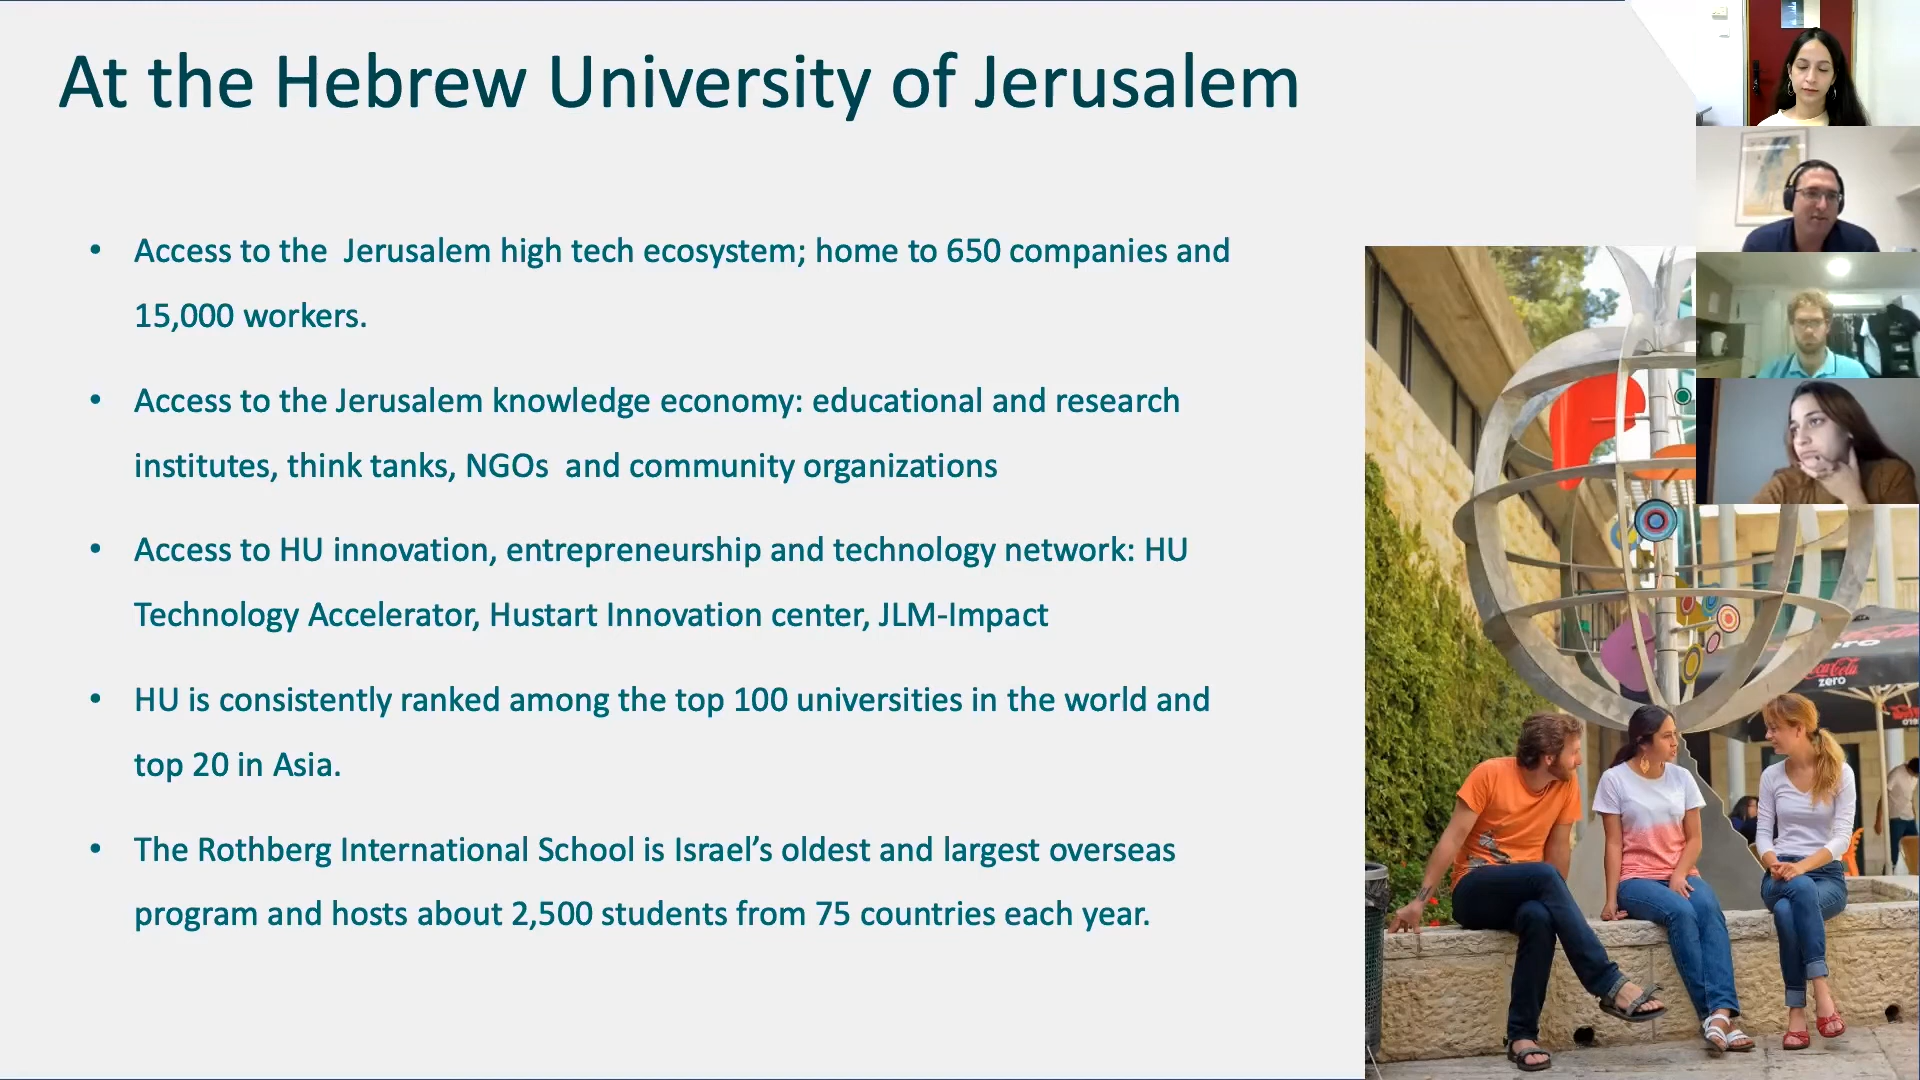 At the Hebrew University of Jerusalem
• Access to the  Jerusalem high tech ecosystem; home to 650 companies and
15,000 workers.
• Access to the Jerusalem knowledge economy: educational and research
institutes, think tanks, NGOs  and community organizations
• Access to HU innovation, entrepreneurship and technology network: HU
Technology Accelerator, Hustart Innovation center, JLM-Impact
• HU is consistently ranked among the top 100 universities in the world and
top 20 in Asia.
• The Rothberg International School is Israel’s oldest and largest overseas
program and hosts about 2,500 students from 75 countries each year.
Coca-Cola
zero